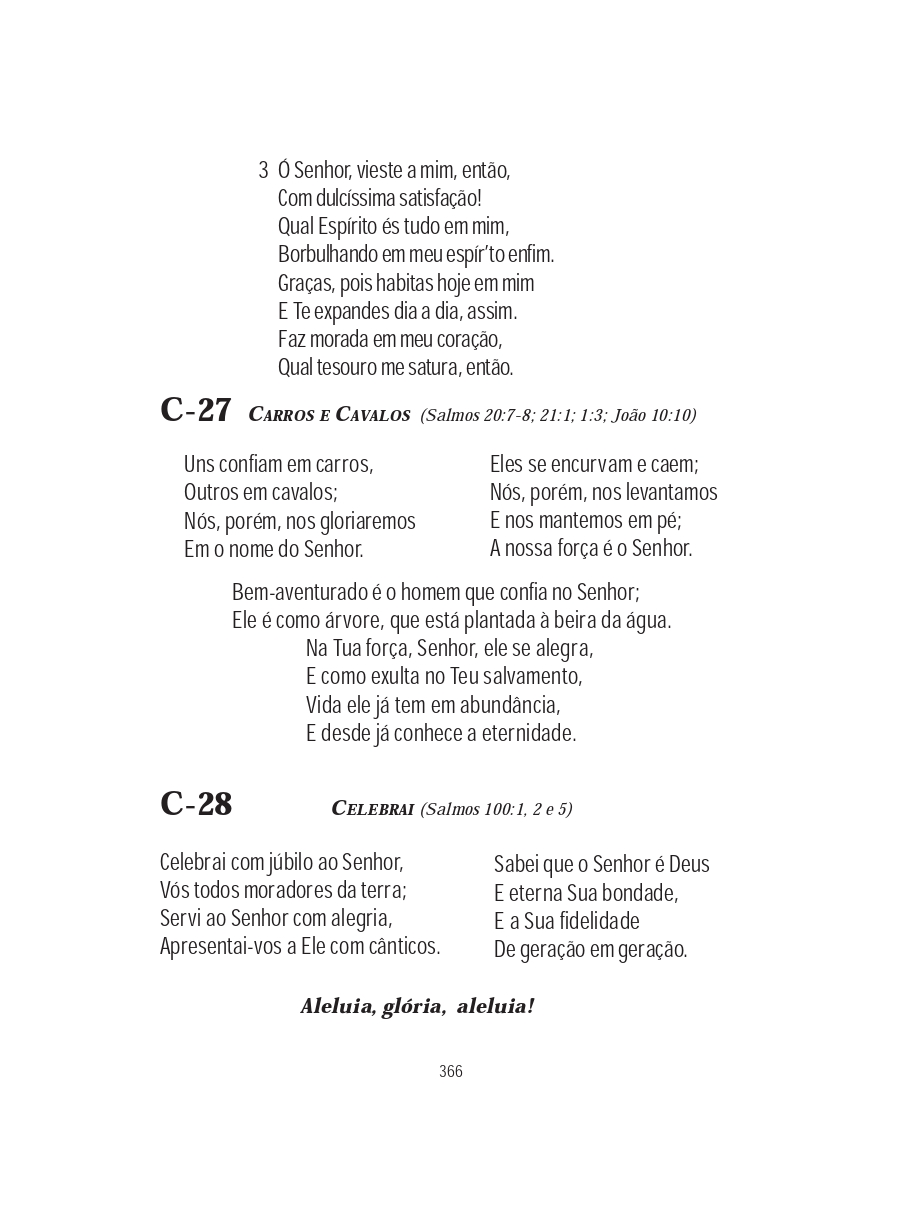 3 Ó Senhor, vieste a mim, então,
Com dulcíssima satisfação!
Qual Espírito és tudo em mim,
Borbulhando em meu espír’to enfim.
Graças, pois habitas hoje em mim
E Te expandes dia a dia, assim.
Faz morada em meu coração,
Qual tesouro me satura, então.
C-27 Carros e Cavalos (Salmos 20:7-8; 21:1; 1:3; João 10:10)
Uns confiam em carros,
Outros em cavalos;
Nós, porém, nos gloriaremos
Em o nome do Senhor.
Eles se encurvam e caem;
Nós, porém, nos levantamos
E nos mantemos em pé;
A nossa força é o Senhor.
Bem-aventurado é o homem que confia no Senhor;
Ele é como árvore, que está plantada à beira da água.
Na Tua força, Senhor, ele se alegra,
E como exulta no Teu salvamento,
Vida ele já tem em abundância,
E desde já conhece a eternidade.
C-28 Celebrai (Salmos 100:1, 2 e 5)
Celebrai com júbilo ao Senhor,
Vós todos moradores da terra;
Servi ao Senhor com alegria,
Apresentai-vos a Ele com cânticos.
Sabei que o Senhor é Deus
E eterna Sua bondade,
E a Sua fidelidade
De geração em geração.
Aleluia, glória, aleluia!
366